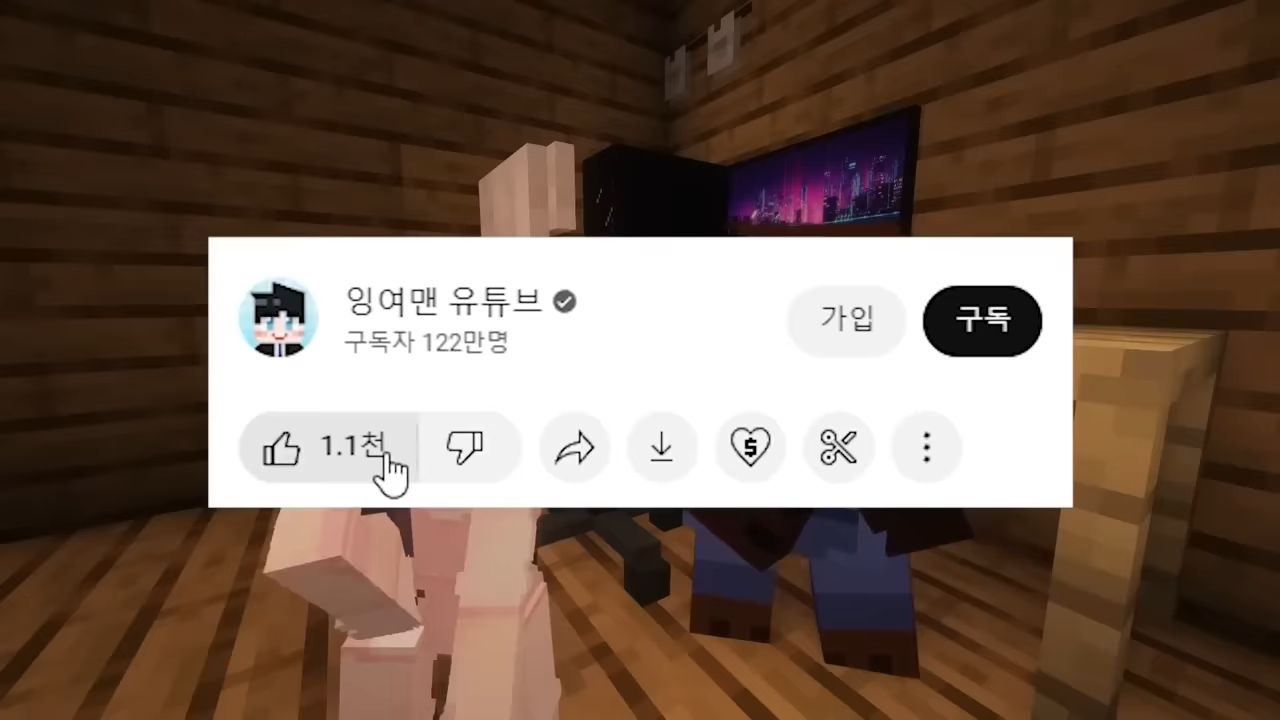 잉여맨 유튜브
구독자 122만명
가입
구독
1.1천